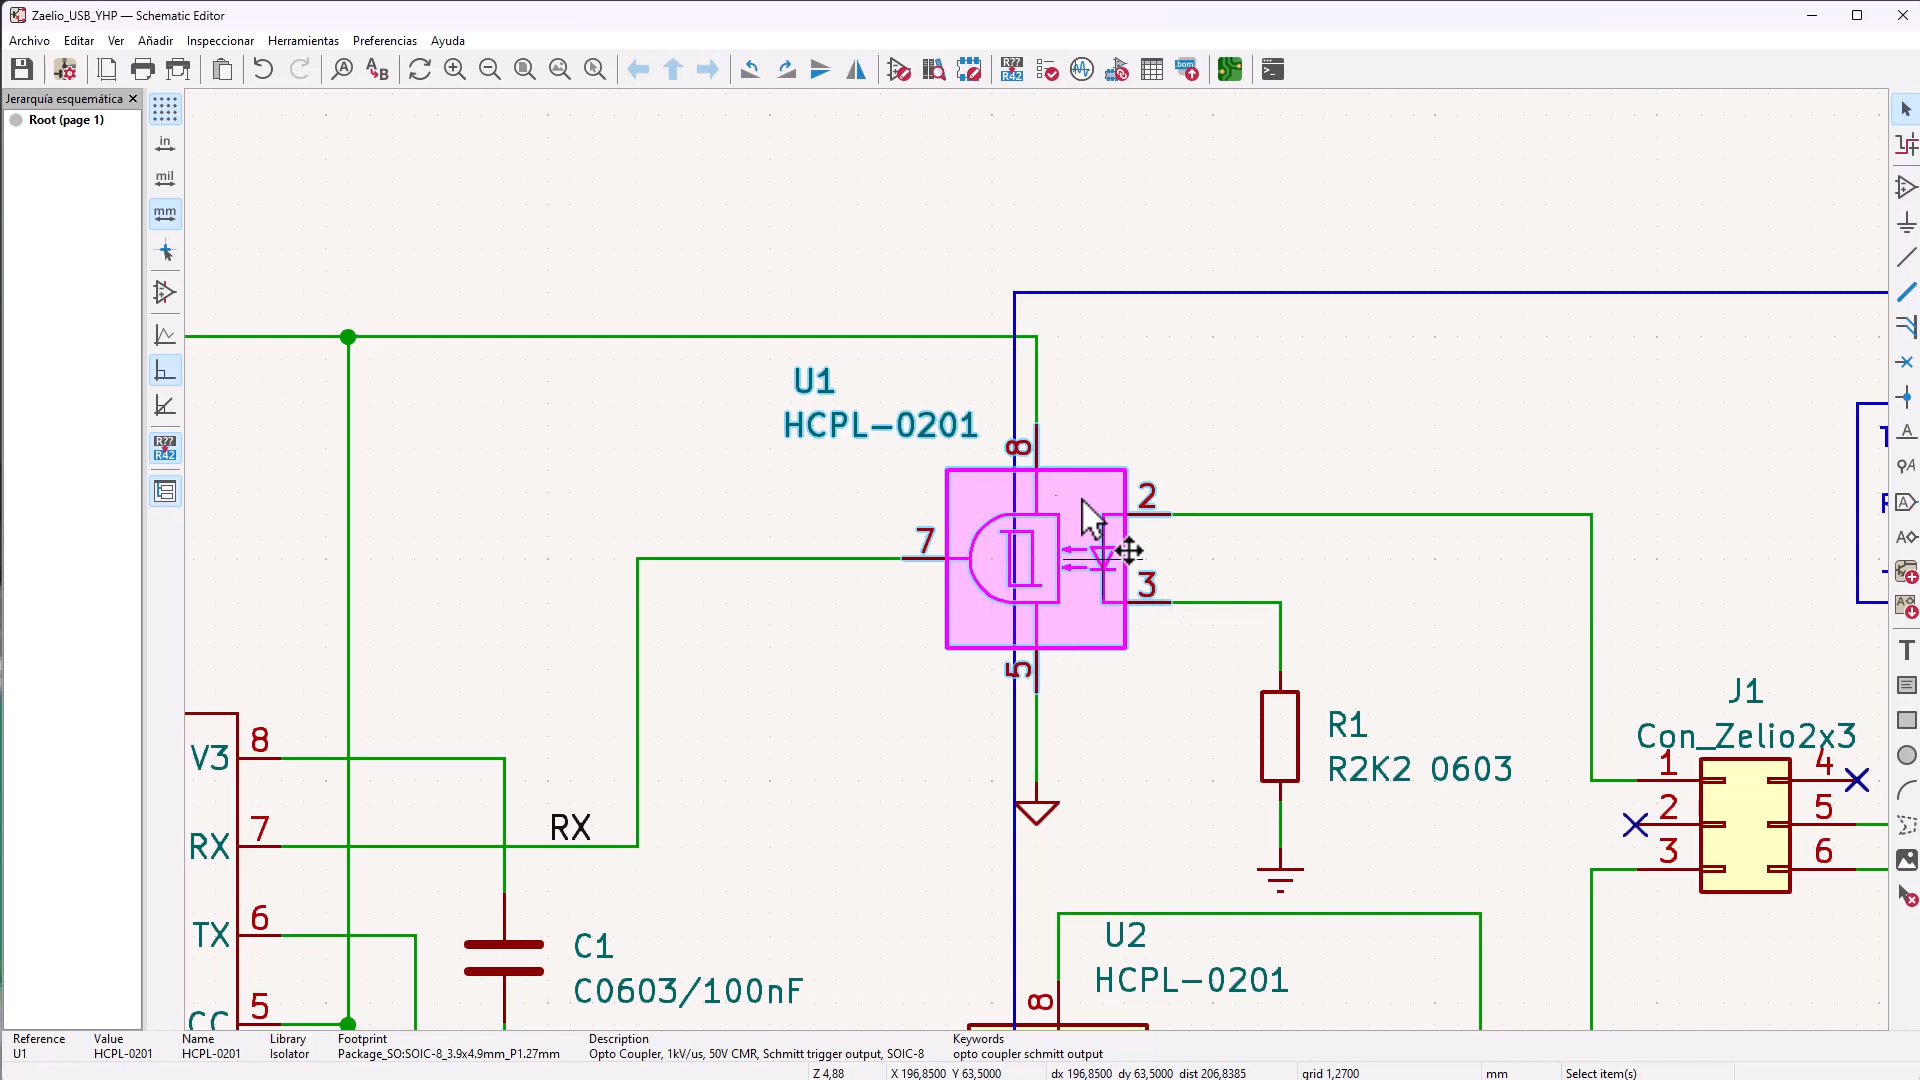 Zaelio_USB_YHP — Schematic Editor
Archivo Editar Ver Añadir Inspeccionar Herramientas Preferencias Ayuda
Jerarquía esquemática
Root (page 1)
in
mil
mm
R??
R42
R??
R42
bom
U1
HCPL-0201
8
2
7
3
5
J1
Con_Zelio2x3
R1
R2K2 0603
1
4
2
5
3
6
V3
8
RX
7
RX
TX
6
C1
C0603/100nF
U2
HCPL-0201
8
5
Reference Value Name Library Footprint Description Keywords
U1 HCPL-0201 HCPL-0201 Isolator Package_SO:SOIC-8_3.9x4.9mm_P1.27mm Opto Coupler, 1kV/us, 50V CMR, Schmitt trigger output, SOIC-8 opto coupler schmitt output
Z 4,88 X 196,8500 Y 63,5000 dx 196,8500 dy 63,5000 dist 206,8385 grid 1,2700 mm Select item(s)